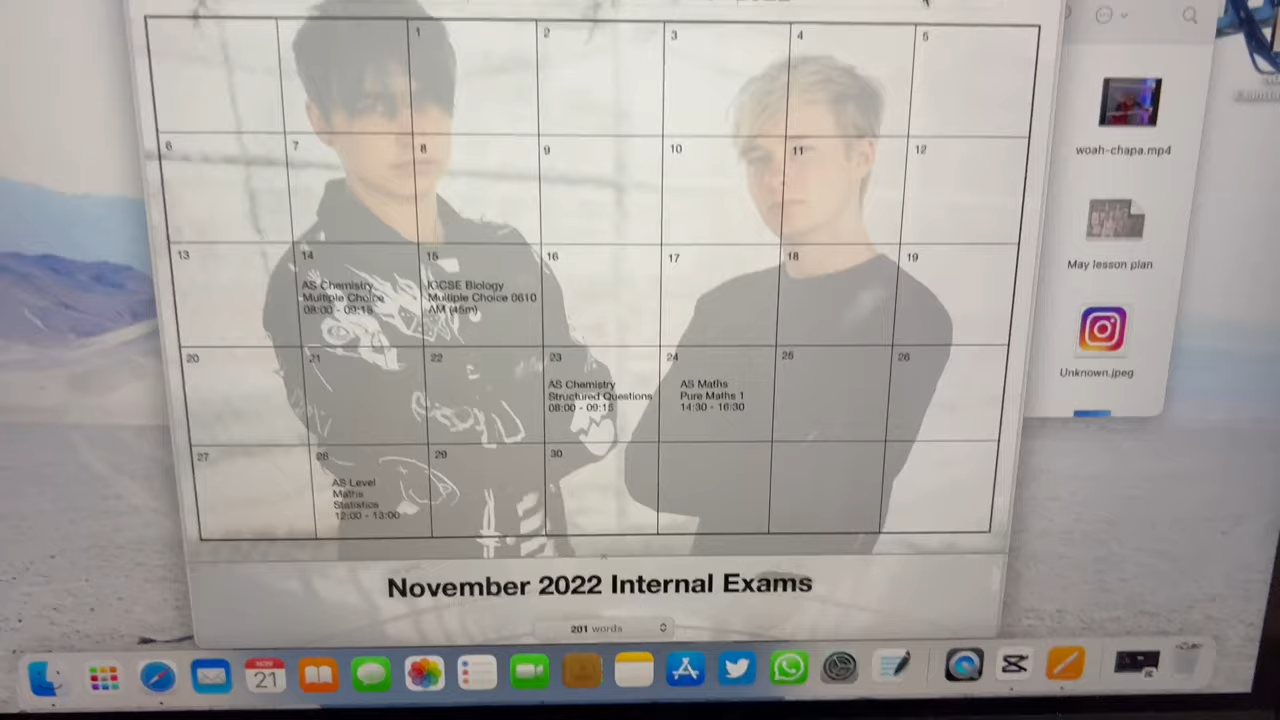 1 2 3 4 5
6 7 8 9 10 11 12
13 14 15 16 17 18 19
AS Chemistry
Multiple Choice
08:00 - 09:15
IGCSE Biology
Multiple Choice 0610
AM (45m)
20 21 22 23 24 25 26
AS Chemistry
Structured Questions
08:00 - 09:15
AS Maths
Pure Maths 1
14:30 - 16:30
27 28 29 30
AS Level
Maths
Statistics
12:00 - 13:00
November 2022 Internal Exams
201 words
woah-chapa.mp4
May lesson plan
Unknown.jpeg
NOV
21